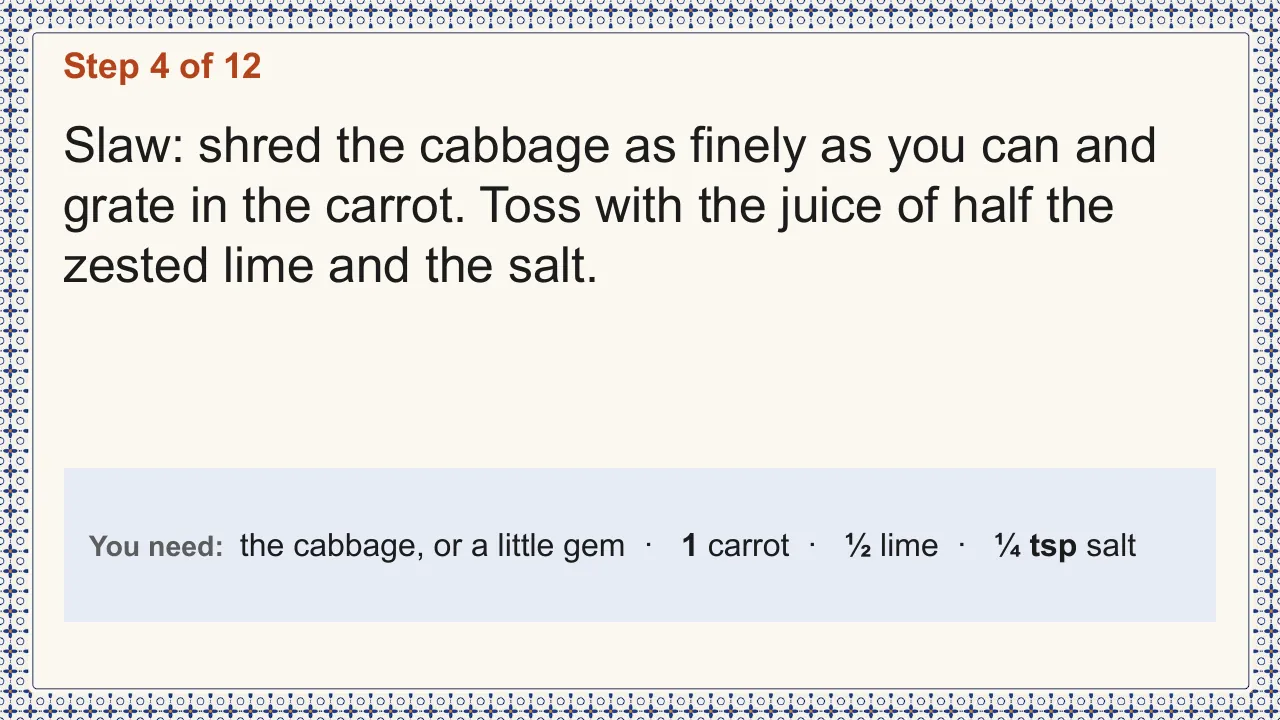 Step 4 of 12
Slaw: shred the cabbage as finely as you can and
grate in the carrot. Toss with the juice of half the
zested lime and the salt.
You need: the cabbage, or a little gem · 1 carrot · ½ lime · ¼ tsp salt